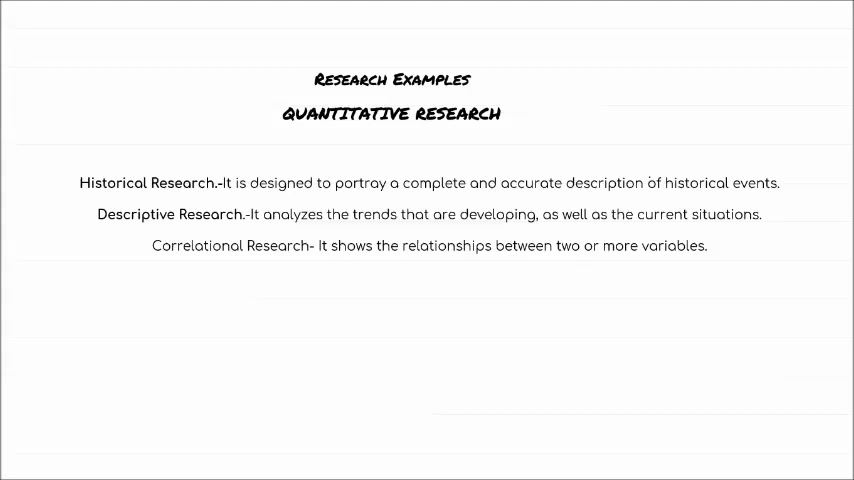 Research Examples
QUANTITATIVE RESEARCH
Historical Research.-It is designed to portray a complete and accurate description of historical events.
Descriptive Research.-It analyzes the trends that are developing, as well as the current situations.
Correlational Research- It shows the relationships between two or more variables.